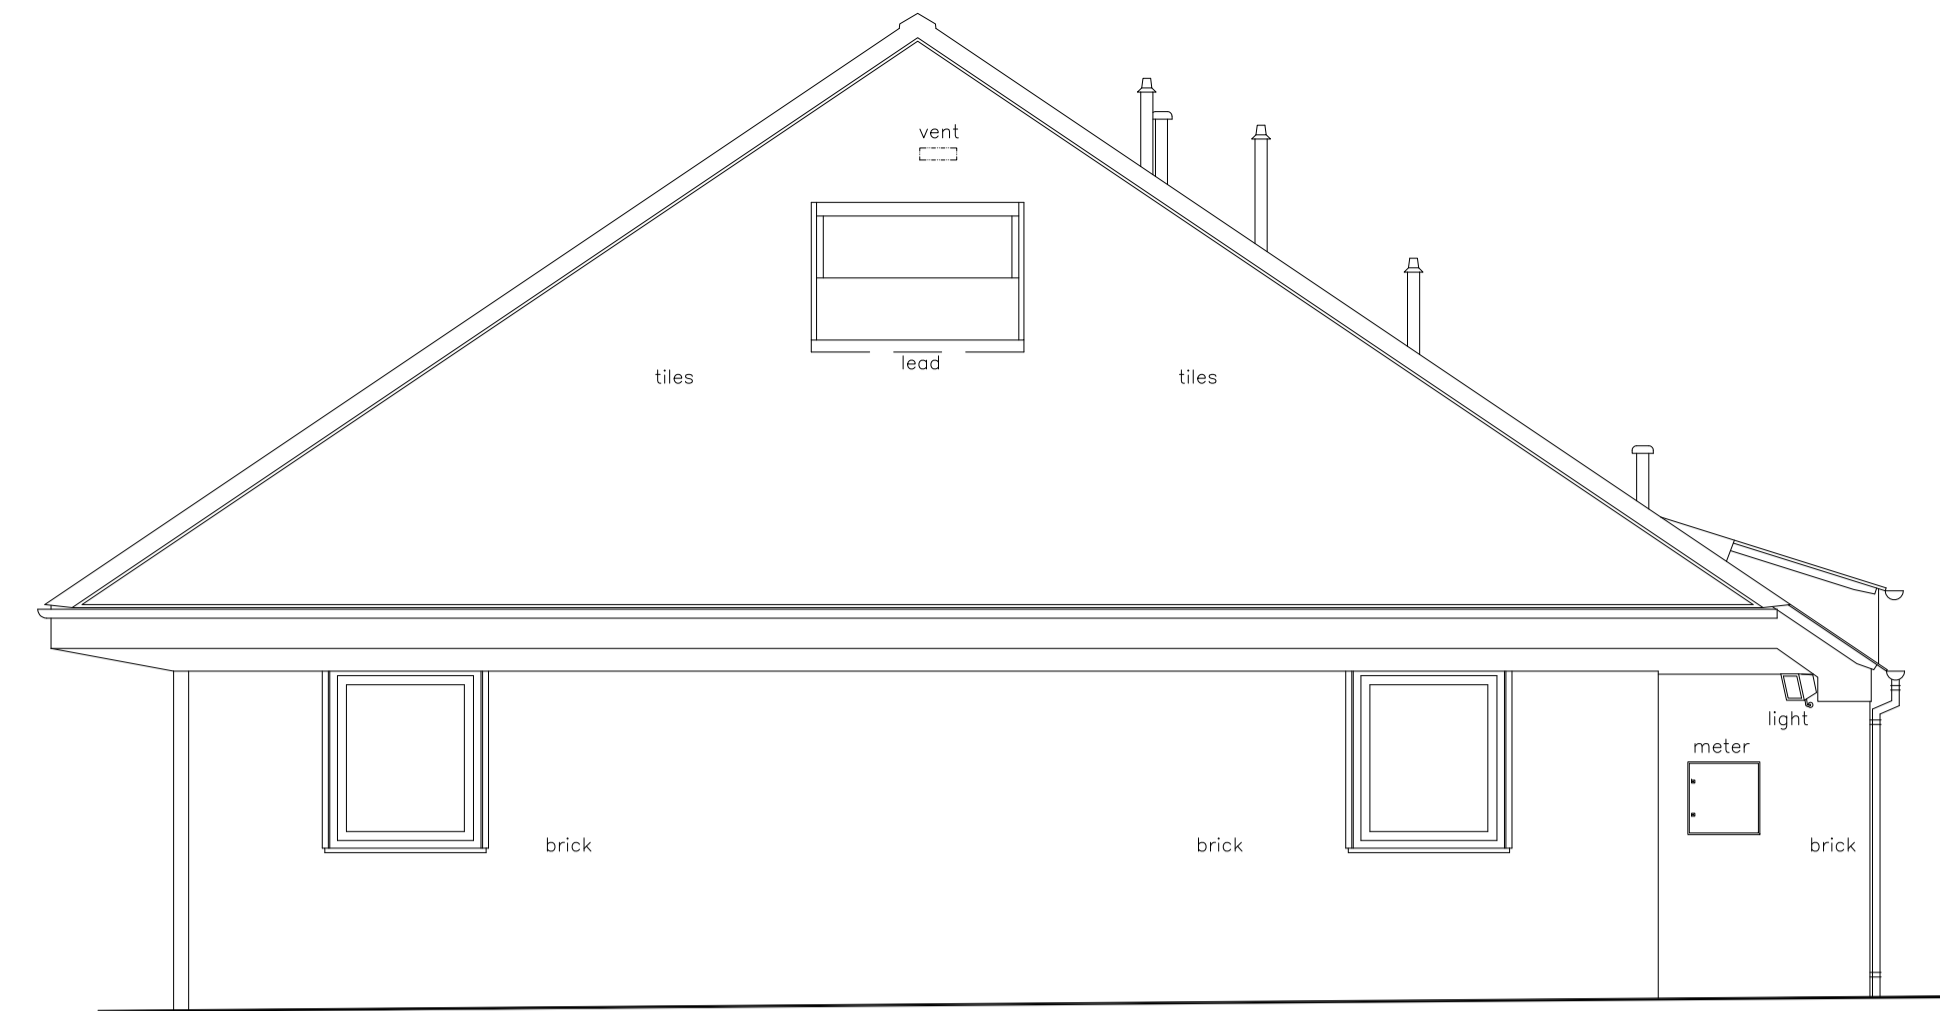 vent
lead
tiles
tiles
light
meter
brick
brick
brick